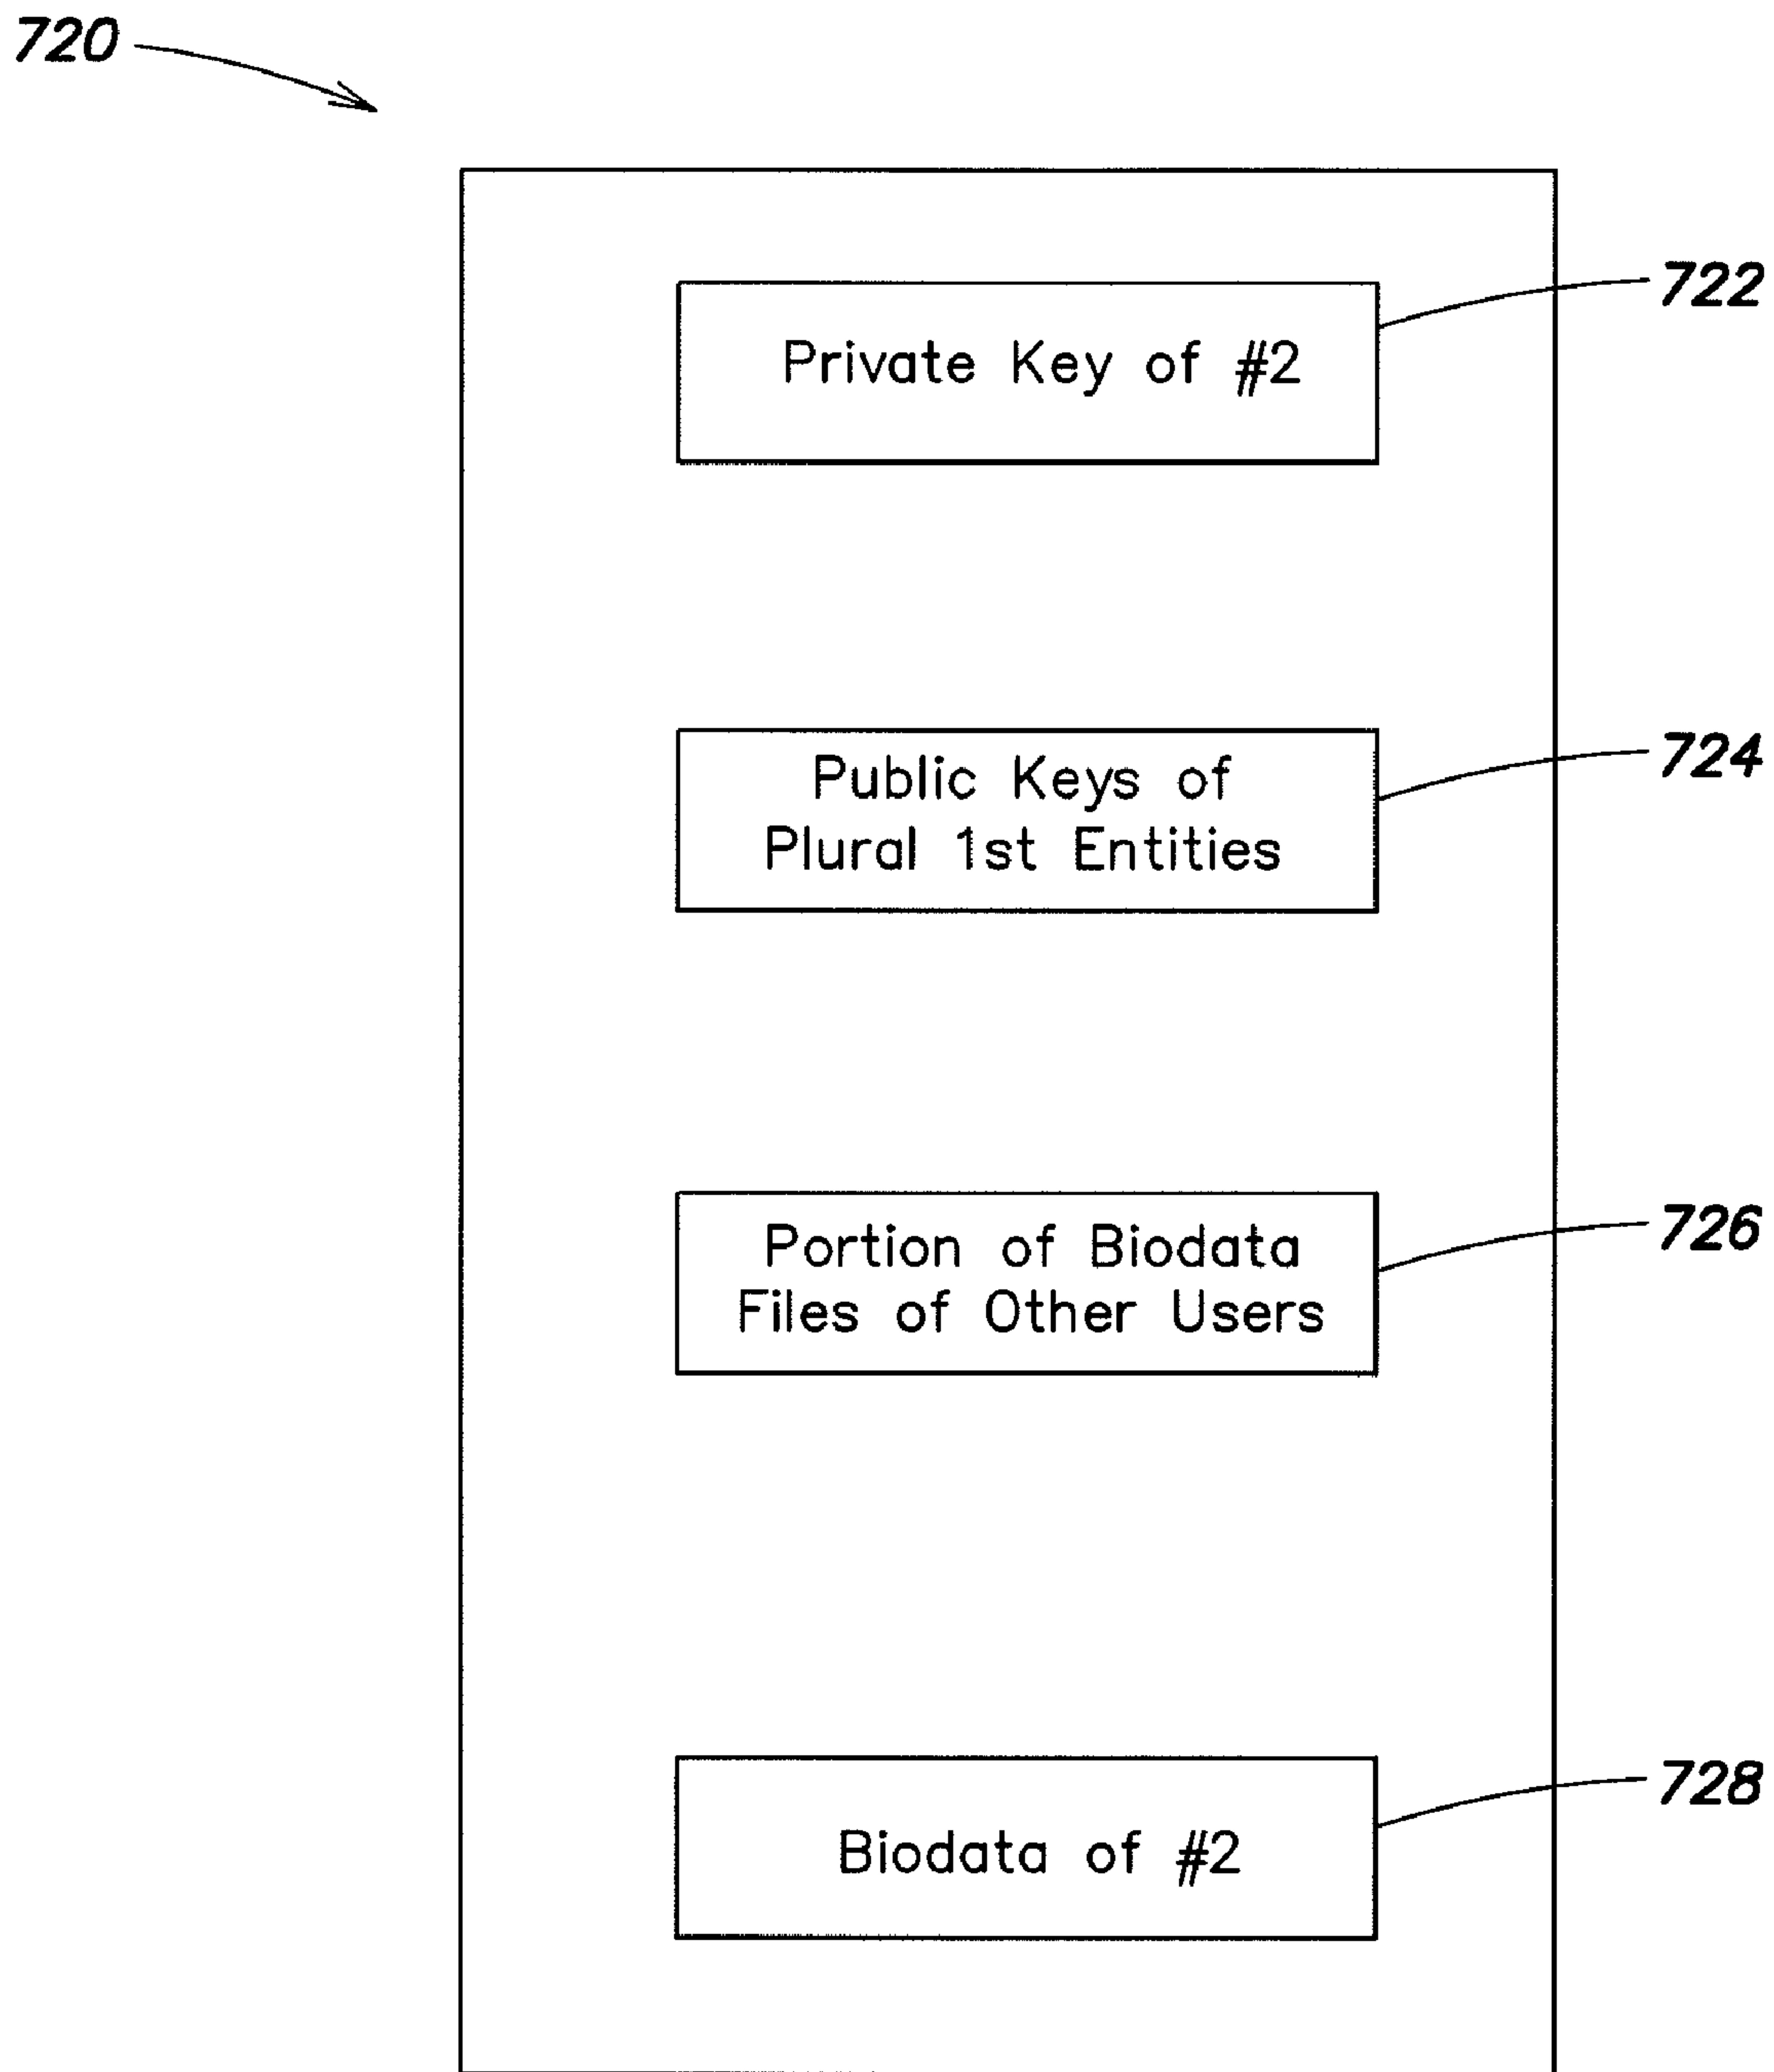 720
722
Private Key of #2
724
Public Keys of
Plural 1st Entities
726
Portion of Biodata
Files of Other Users
728
Biodata of #2